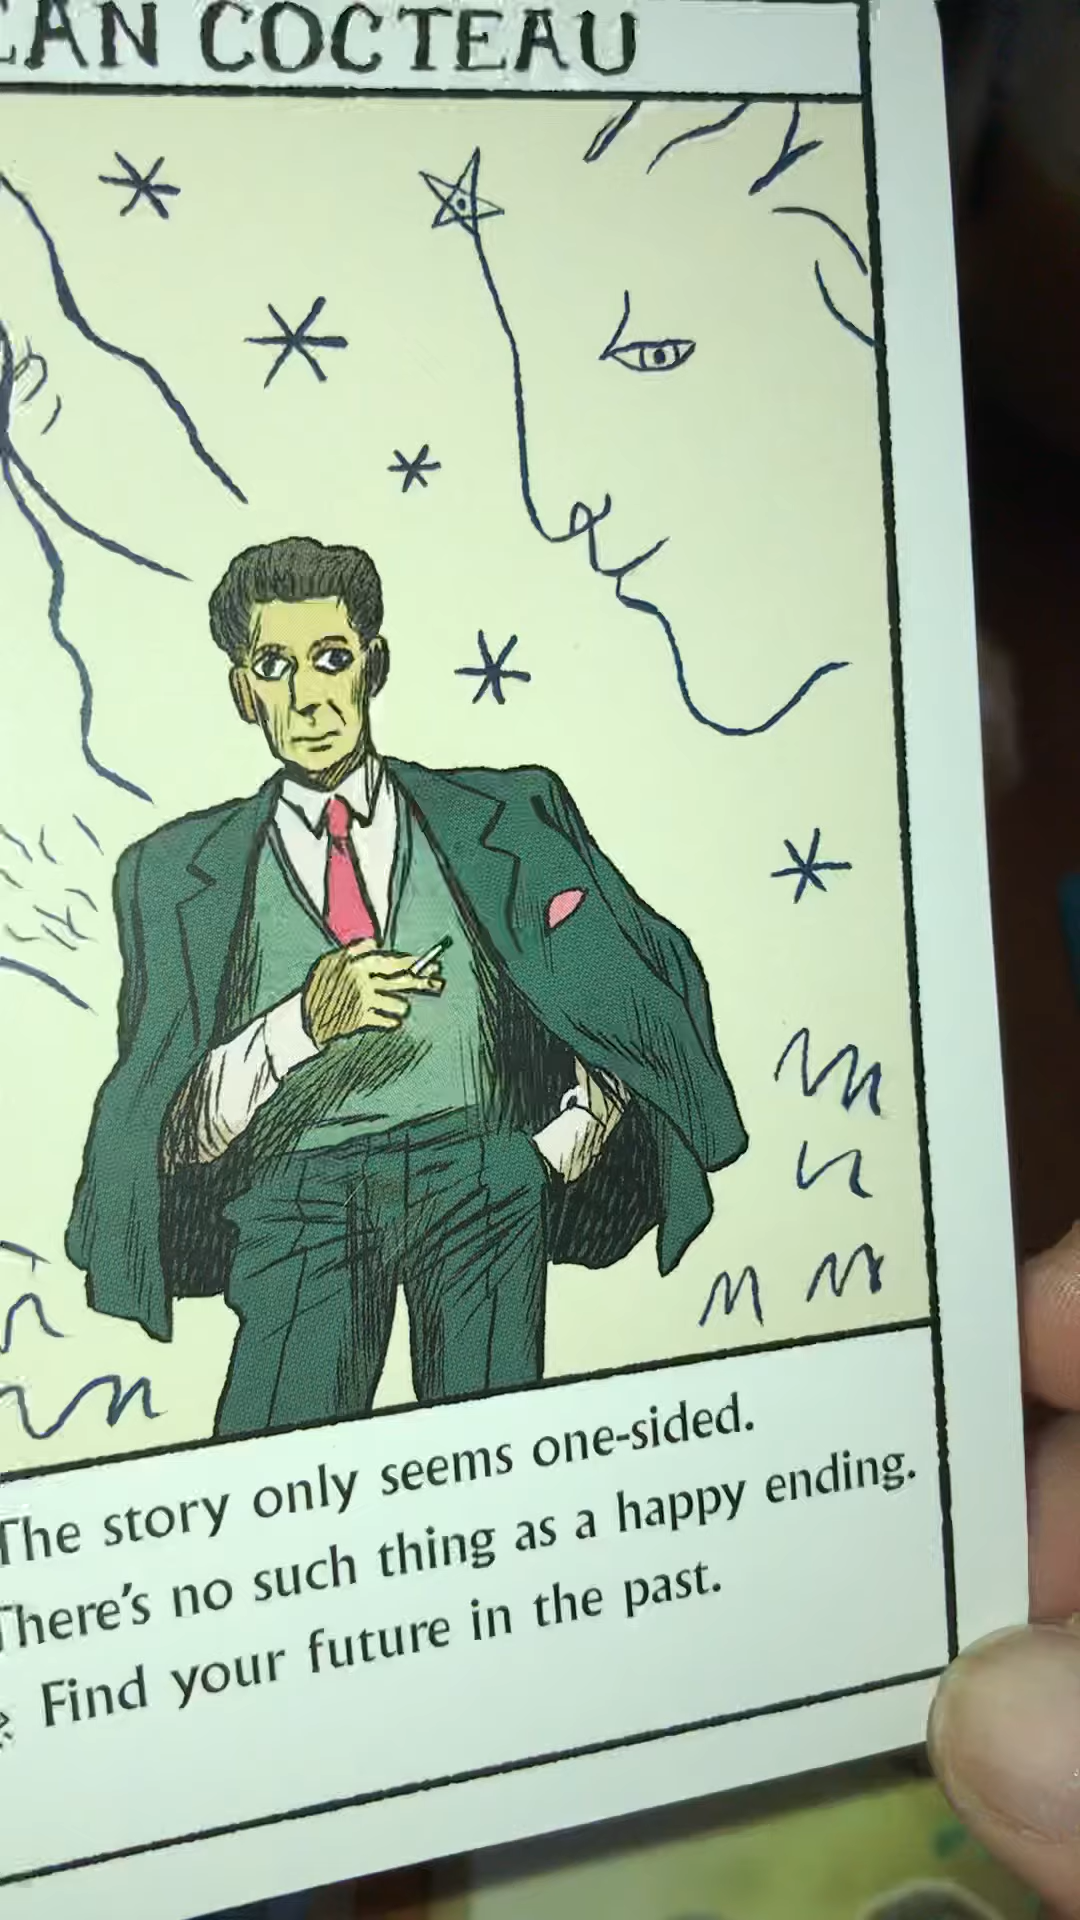 EAN COCTEAU
The story only seems one-sided.
There's no such thing as a happy ending.
Find your future in the past.